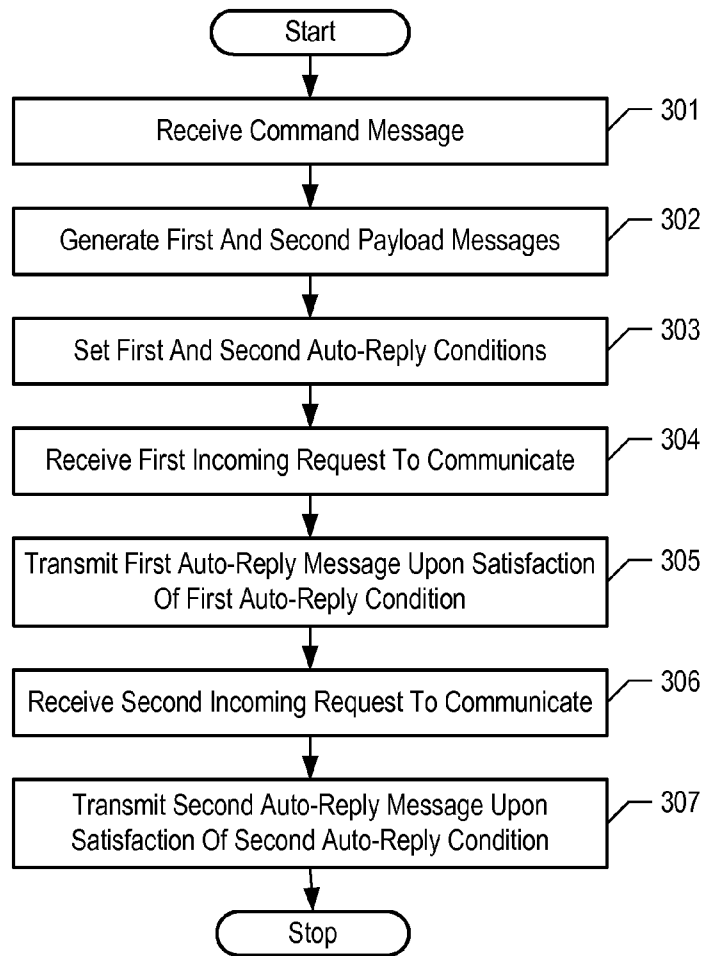 Start
Receive Command Message
301
Generate First And Second Payload Messages
302
Set First And Second Auto-Reply Conditions
303
Receive First Incoming Request To Communicate
304
Transmit First Auto-Reply Message Upon Satisfaction
Of First Auto-Reply Condition
305
Receive Second Incoming Request To Communicate
306
Transmit Second Auto-Reply Message Upon
Satisfaction Of Second Auto-Reply Condition
307
Stop